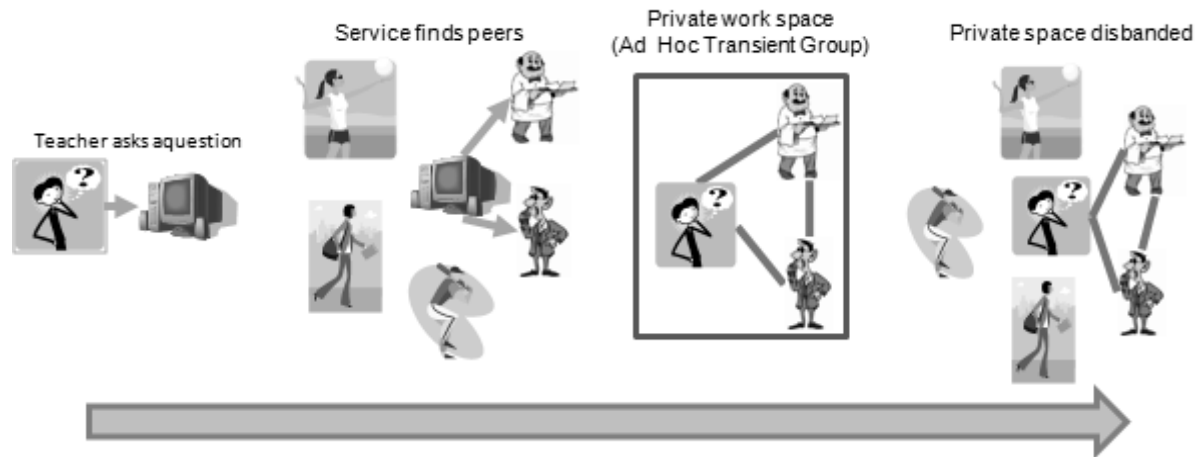 Teacher asks aquestion
?
Service finds peers
Private work space
(Ad Hoc Transient Group)
?
Private space disbanded
?